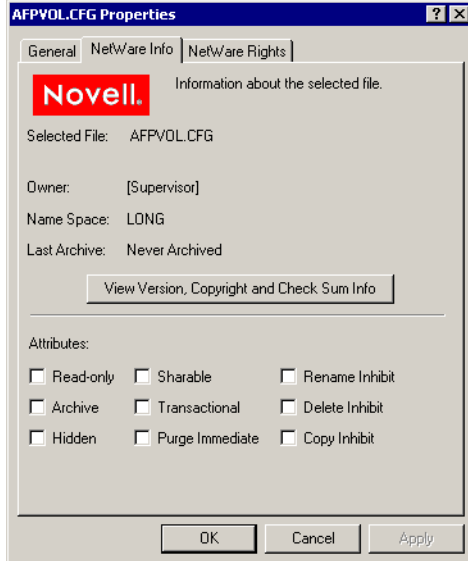 AFPVOL.CFG Properties
General NetWare Info NetWare Rights
Novell.
Information about the selected file.
Selected File: AFPVOL.CFG
Owner: [Supervisor]
Name Space: LONG
Last Archive: Never Archived
View Version, Copyright and Check Sum Info
Attributes:
Read-only Sharable Rename Inhibit
Archive Transactional Delete Inhibit
Hidden Purge Immediate Copy Inhibit
OK Cancel Apply